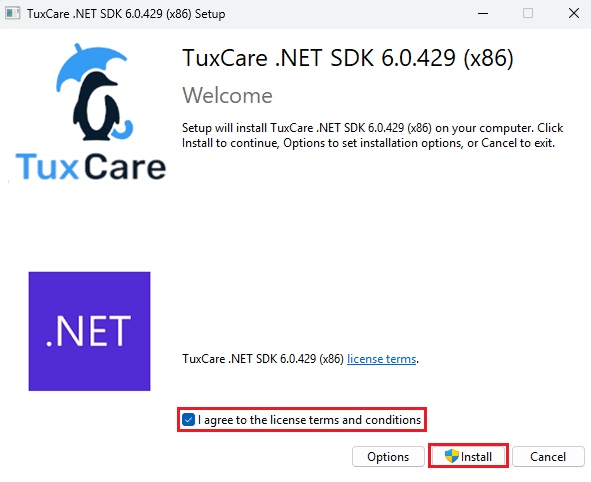 TuxCare .NET SDK 6.0.429 (x86) Setup
TuxCare .NET SDK 6.0.429 (x86)
Welcome
Setup will install TuxCare .NET SDK 6.0.429 (x86) on your computer. Click
Install to continue, Options to set installation options, or Cancel to exit.
TuxCare
.NET
TuxCare .NET SDK 6.0.429 (x86) license terms.
I agree to the license terms and conditions
Options
Install
Cancel